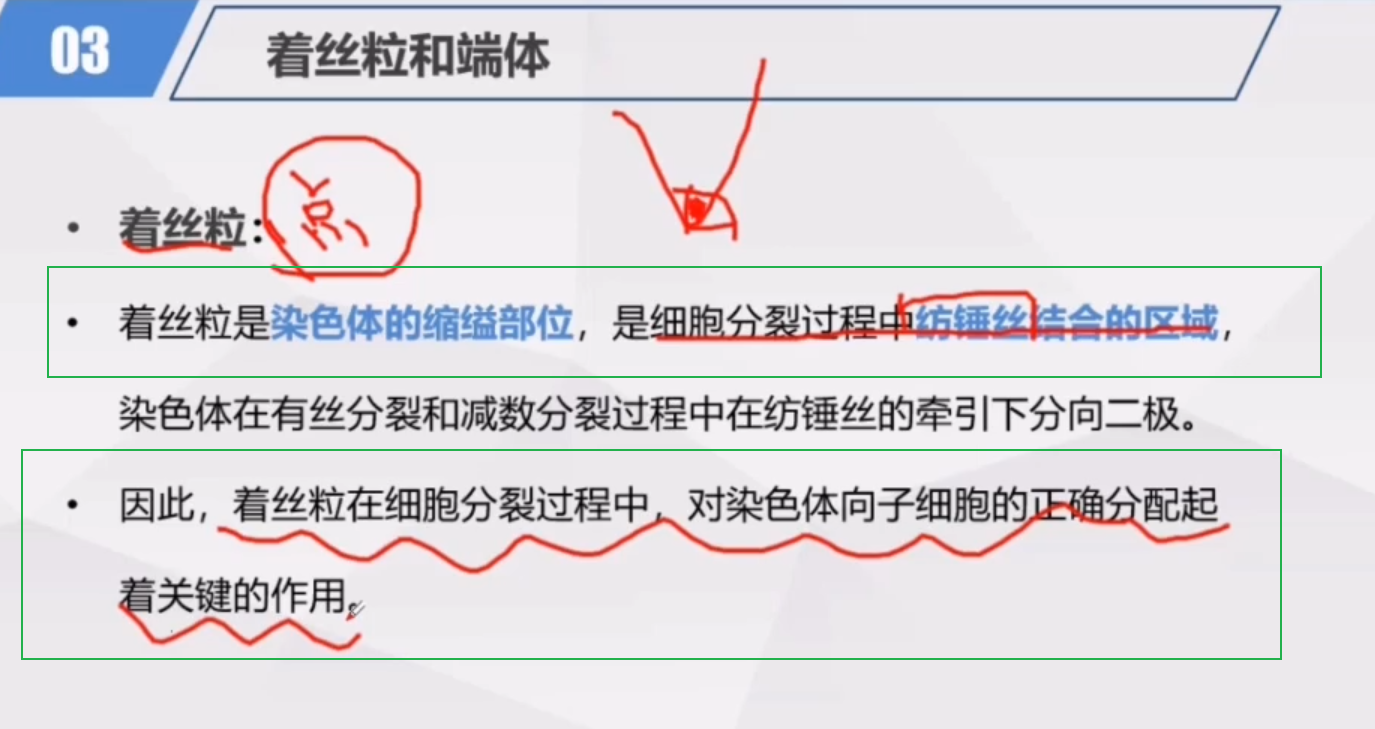 03 着丝粒和端体
• 着丝粒：点
• 着丝粒是染色体的缩缢部位，是细胞分裂过程中纺锤丝结合的区域，
染色体在有丝分裂和减数分裂过程中在纺锤丝的牵引下分向二极。
• 因此，着丝粒在细胞分裂过程中，对染色体向子细胞的正确分配起
着关键的作用。